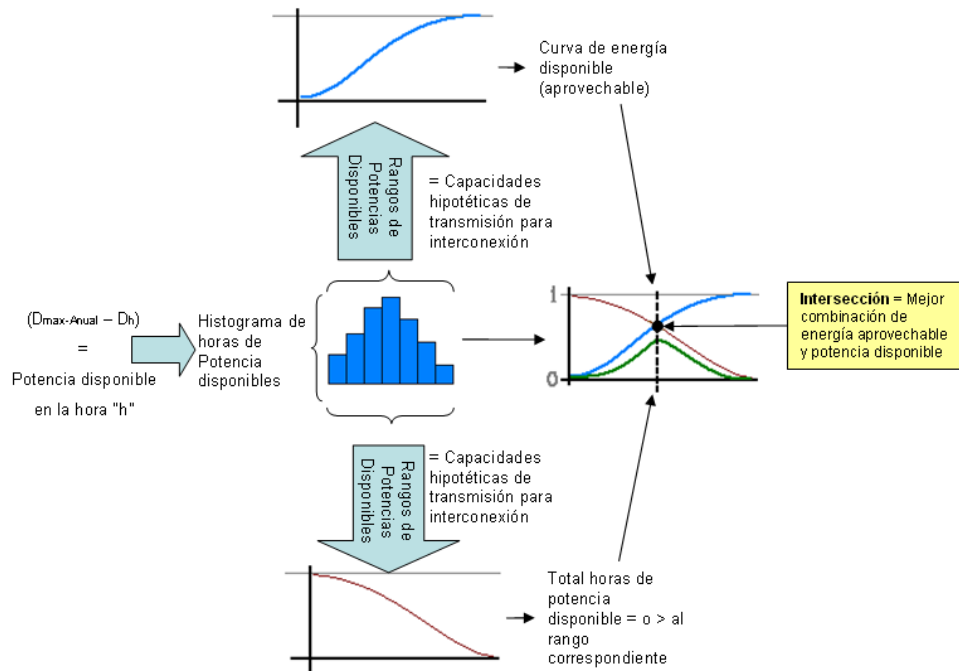 Curva de energía
disponible
(aprovechable)
Rangos de
Potencias
Disponibles
= Capacidades
hipotéticas de
transmisión para
interconexión
(Dmax-Anual – Dh)
=
Potencia disponible
en la hora "h"
Histograma de
horas de
Potencia
disponibles
1
0
Intersección = Mejor
combinación de
energía aprovechable
y potencia disponible
Rangos de
Potencias
Disponibles
= Capacidades
hipotéticas de
transmisión para
interconexión
Total horas de
potencia
disponible = o > al
rango
correspondiente